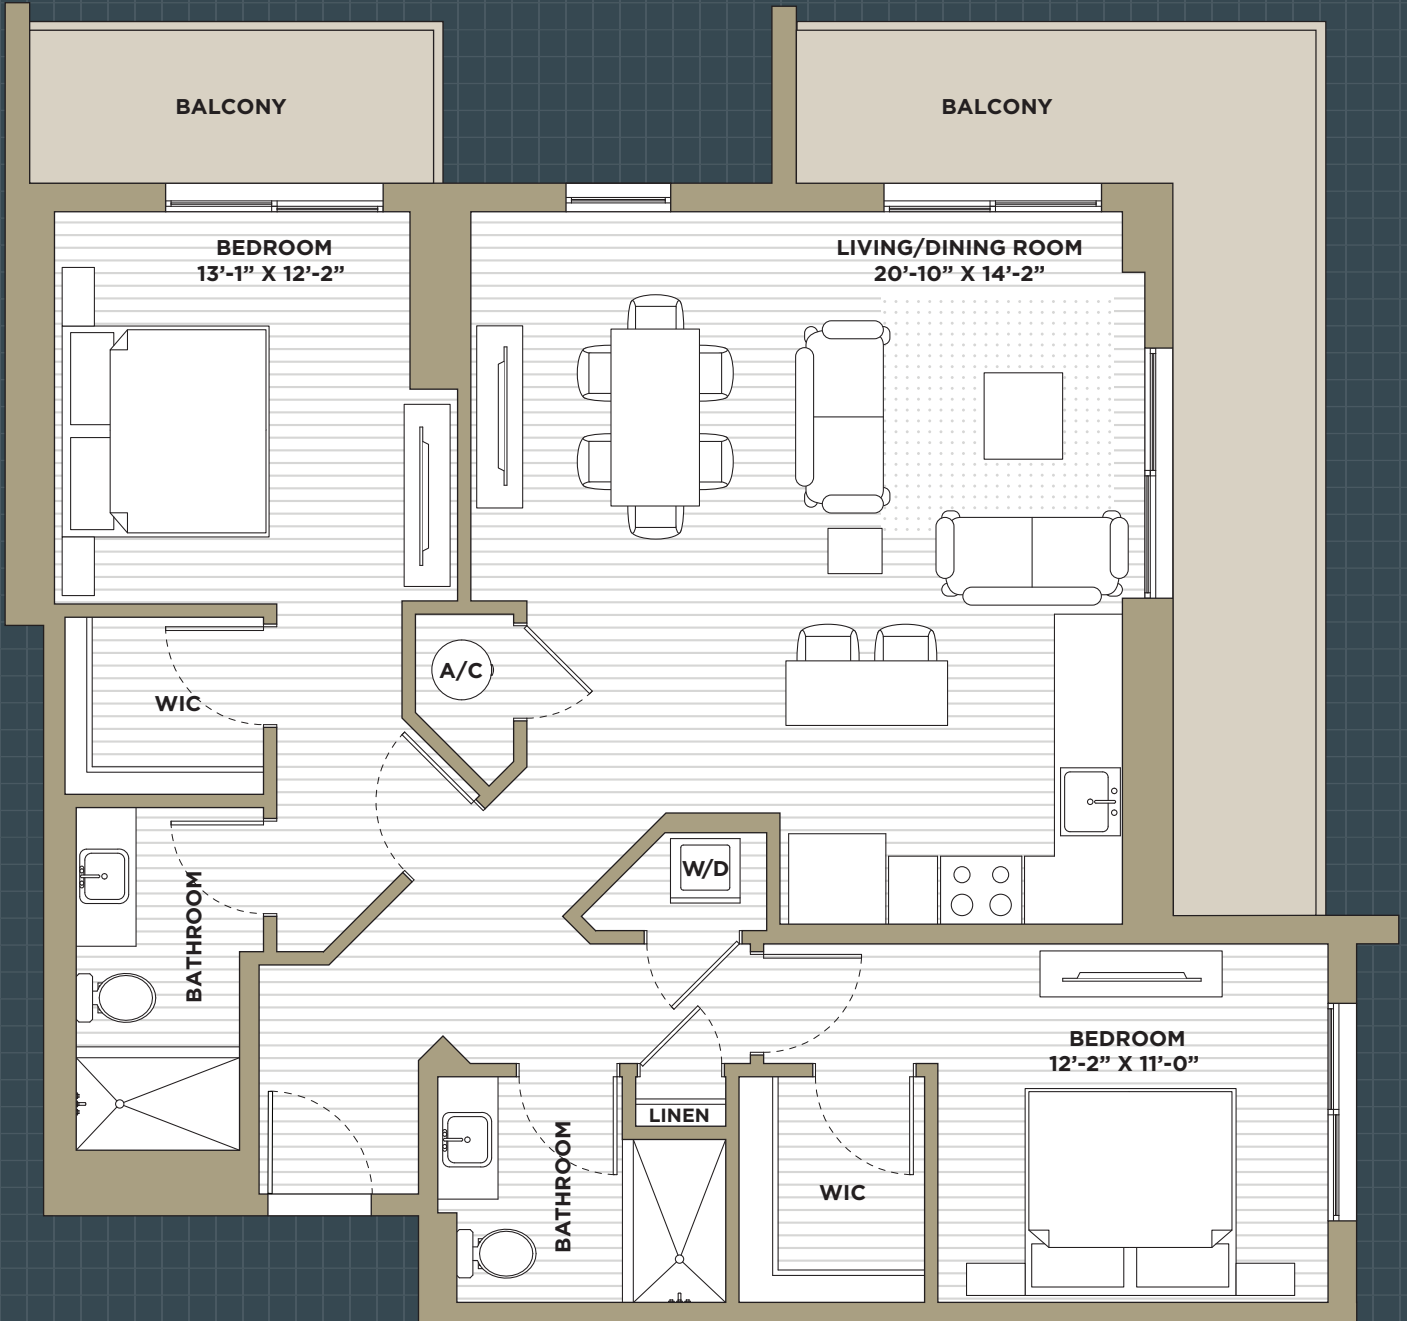 BALCONY
BALCONY
BEDROOM
13’-1” X 12’-2”
LIVING/DINING ROOM
20’-10” X 14’-2”
A/C
WIC
W/D
BATHROOM
BEDROOM
12’-2” X 11’-0”
LINEN
BATHROOM
WIC